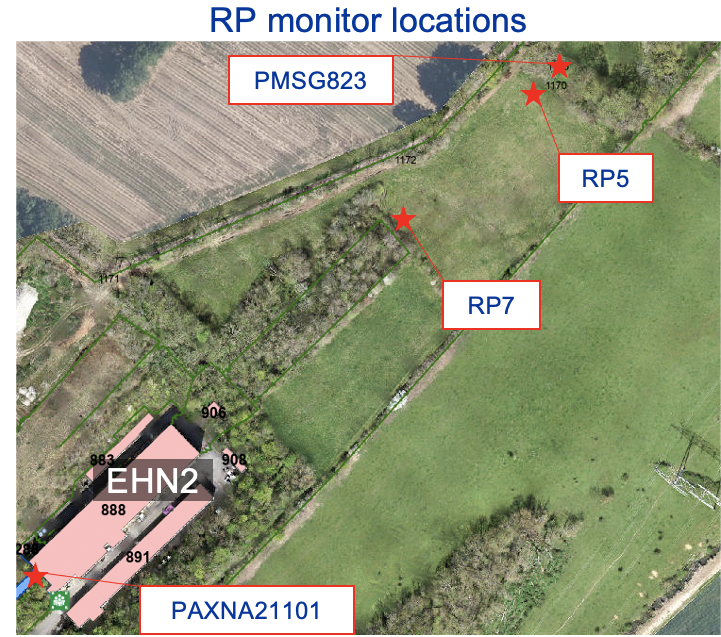 RP monitor locations
PMSG823
1170
RP5
1172
RP7
1171
906
883
908
EHN2
888
891
PAXNA21101